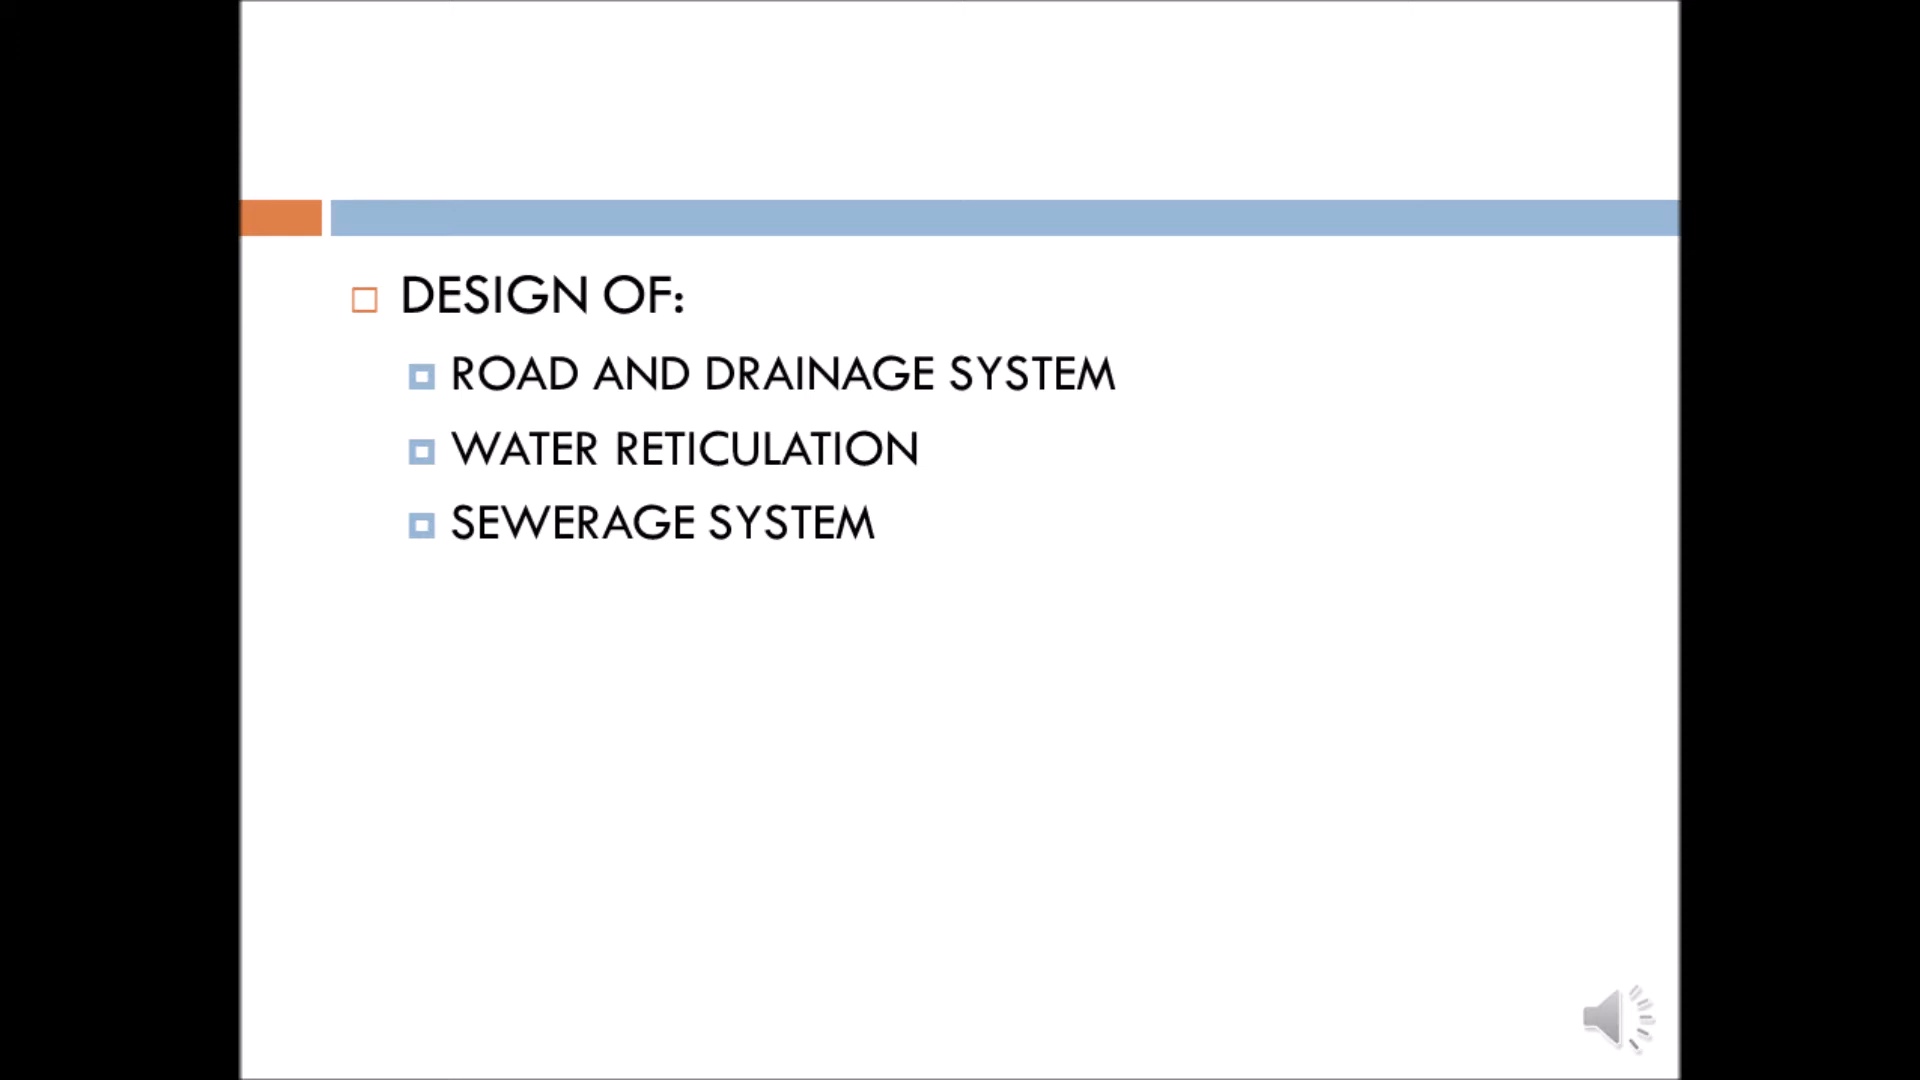 DESIGN OF:
ROAD AND DRAINAGE SYSTEM
WATER RETICULATION
SEWERAGE SYSTEM